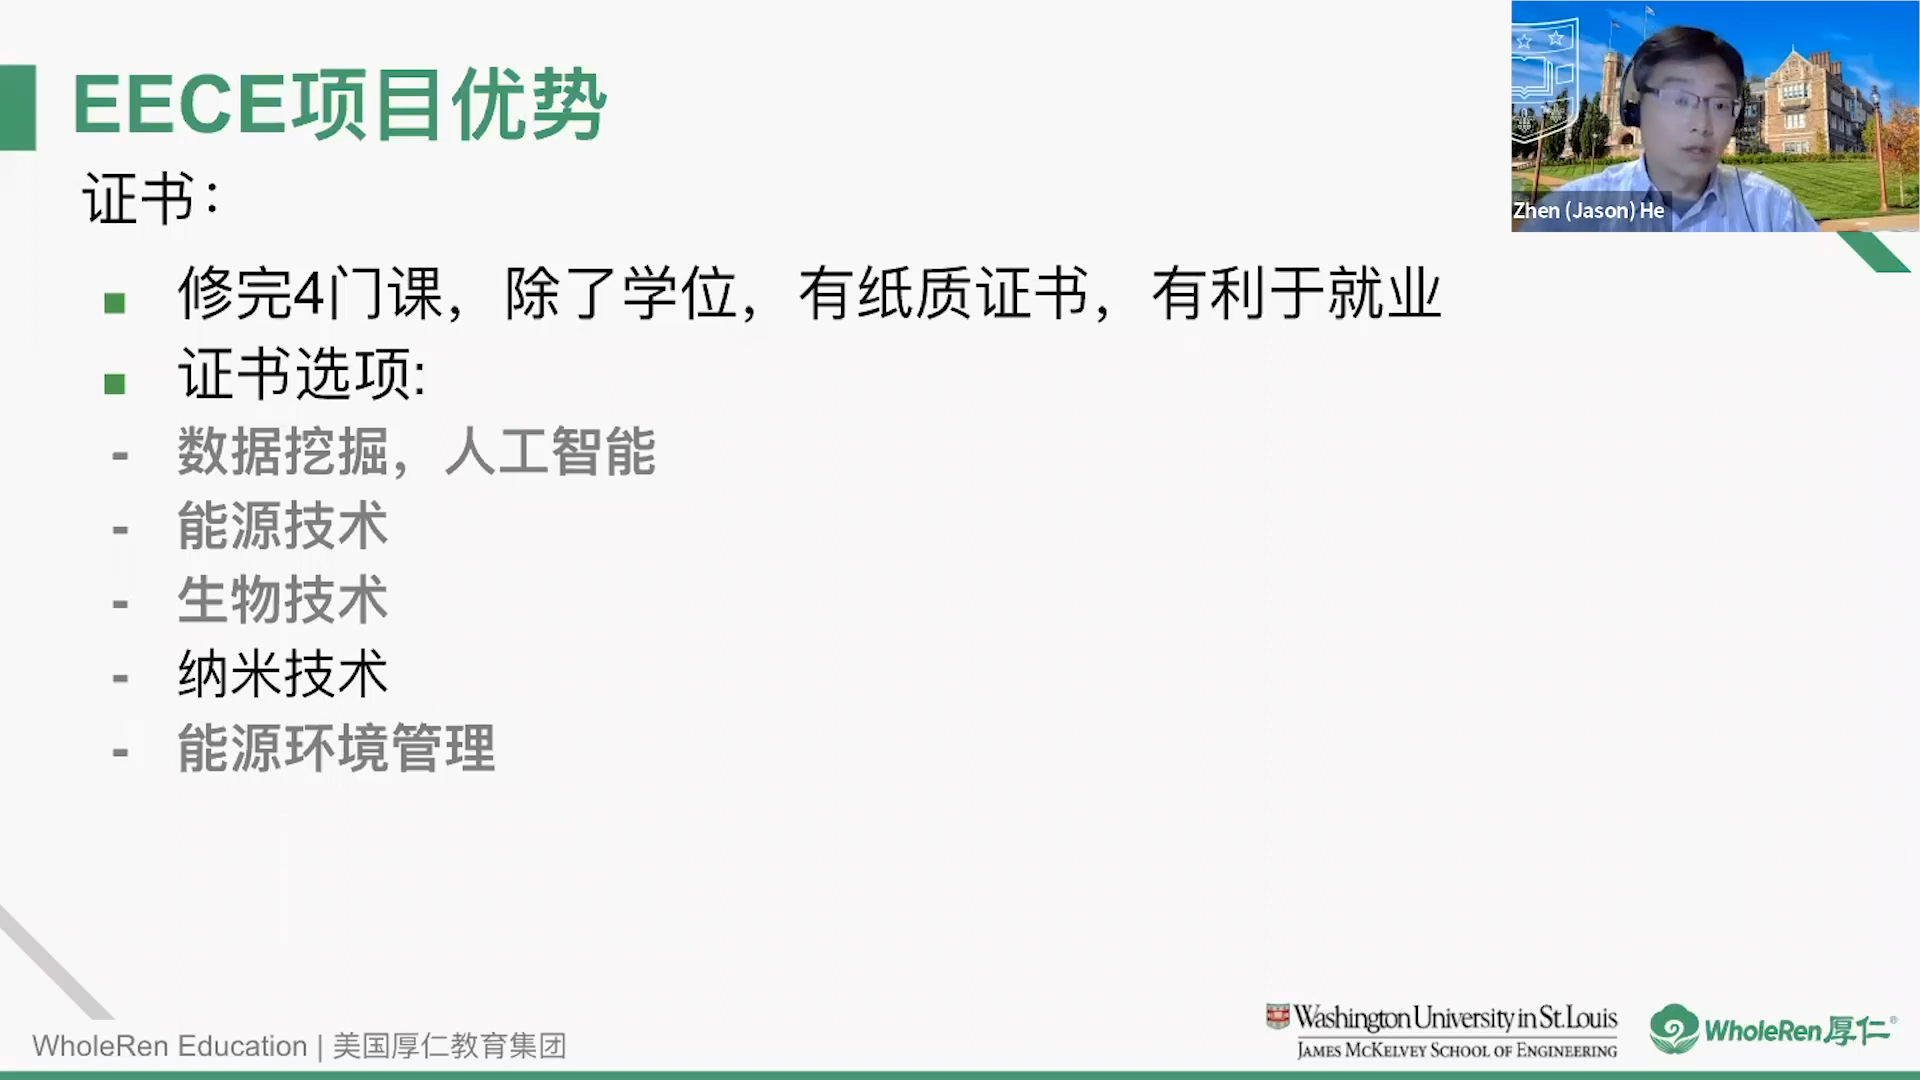 EECE项目优势
Zhen (Jason) He
证书：
修完4门课，除了学位，有纸质证书，有利于就业
证书选项:
- 数据挖掘，人工智能
- 能源技术
- 生物技术
- 纳米技术
- 能源环境管理
WholeRen Education | 美国厚仁教育集团
Washington University in St. Louis
JAMES MCKELVEY SCHOOL OF ENGINEERING
WholeRen厚仁®